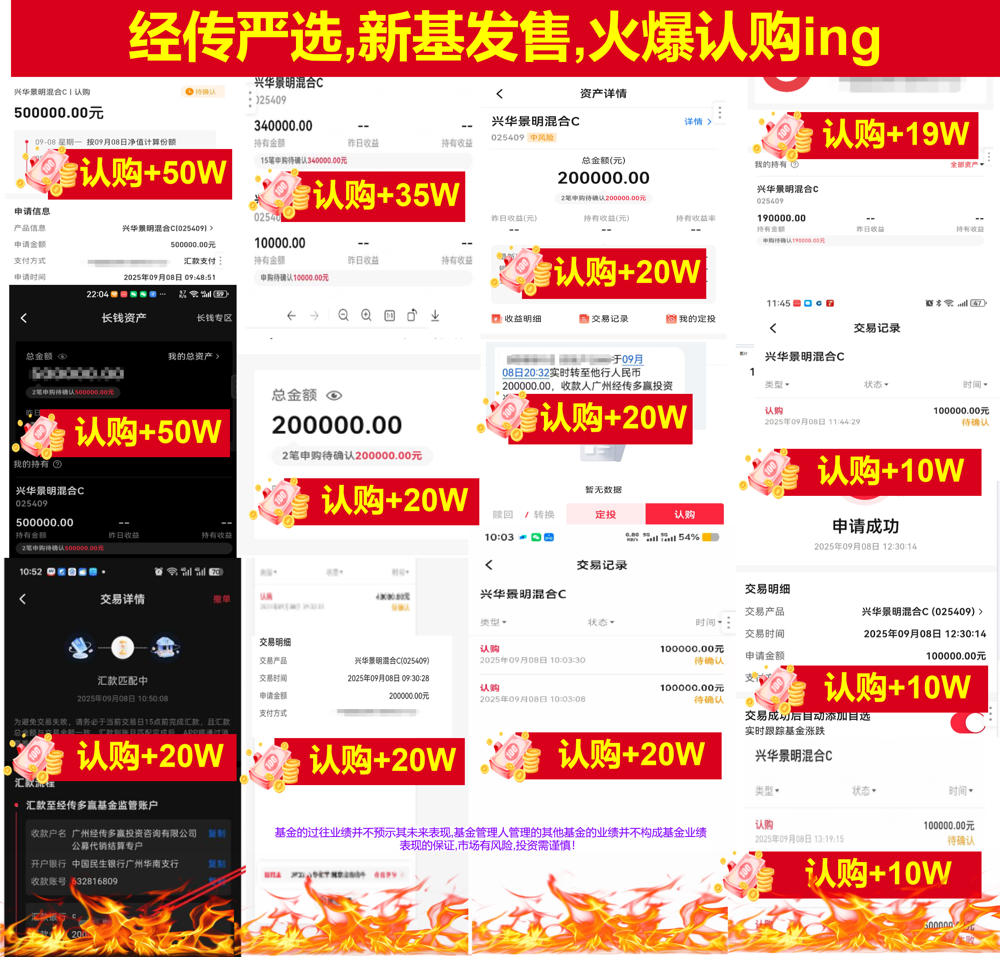 经传严选,新基发售,火爆认购ing
兴华景明混合C | 认购
待确认
500000.00元
09-08 星期一 按09月08日净值计算份额
认购+50W
申请信息
产品信息
兴华景明混合C(025409) >
申请金额
500000.00元
支付方式
汇款支付
申请时间
2025年09月08日 09:48:51
22:04
9.7 K/s
4G
59
长钱资产
长钱专区
总金额
我的总资产 >
2笔申购待确认500000.00元
昨日
认购+50W
我的持有
兴华景明混合C
025409
500000.00
--
--
持有金额
昨日收益
持有收益
2笔申购待确认500000.00元
10:52
4G
4G
70
交易详情
撤单
汇款匹配中
2025年09月08日 10:50:08
为避免交易失败，请务必于当前交易日15点前完成汇款，且汇款
总金额与交易金额一致，汇款到账且匹配完成后，APP将通过消
认购+20W
汇款流程
汇款至经传多赢基金监管账户
收款户名
广州经传多赢投资咨询有限公司
公募代销结算专户
复制
开户银行
中国民生银行广州华南支行
复制
收款账号
632816809
复制
汇款银行
兴华景明混合C
025409
340000.00
--
--
持有金额
昨日收益
持有收益
15笔申购待确认340000.00元
认购+35W
02540
10000.00
--
--
持有金额
昨日收益
持有收益
申购待确认10000.00元
总金额
200000.00
2笔申购待确认200000.00元
认购+20W
类型
状态
时间
认购
待确认
交易明细
交易产品
兴华景明混合C(025409)
交易时间
2025年09月08日 09:30:28
申请金额
200000.00元
支付方式
认购+20W
资产详情
兴华景明混合C
详情 >
025409
中风险
总金额(元)
200000.00
2笔申购待确认200000.00元
昨日收益(元)
持有收益(元)
持有收益率
--
--
--
最新
认购+20W
收益明细
交易记录
我的定投
于09月
08日20:32实时转至他行人民币
200000.00，收款人广州经传多赢投资
认购+20W
暂无数据
赎回 / 转换
定投
认购
10:03
0.80 KB/s
5G
5G
54%
交易记录
兴华景明混合C
类型
状态
时间
认购
100000.00元
2025年09月08日 10:03:30
待确认
认购
100000.00元
2025年09月08日 10:03:08
待确认
认购+20W
认购+19W
我的持有
全部资产
兴华景明混合C
025409
190000.00
--
--
持有金额
昨日收益
持有收益
申购待确认190000.00元
11:45
47
交易记录
图片
1
兴华景明混合C
类型
状态
时间
认购
100000.00元
2025年09月08日 11:44:29
待确认
认购+10W
申请成功
2025年09月08日 12:30:14
交易明细
交易产品
兴华景明混合C (025409) >
交易时间
2025年09月08日 12:30:14
申请金额
100000.00元
认购+10W
交易成功后自动添加自选
实时跟踪基金涨跌
兴华景明混合C
类型
状态
时间
认购
100000.00元
2025年09月08日 13:19:15
待确认
认购+10W
认购
基金的过往业绩并不预示其未来表现,基金管理人管理的其他基金的业绩并不构成基金业绩
表现的保证,市场有风险,投资需谨慎!